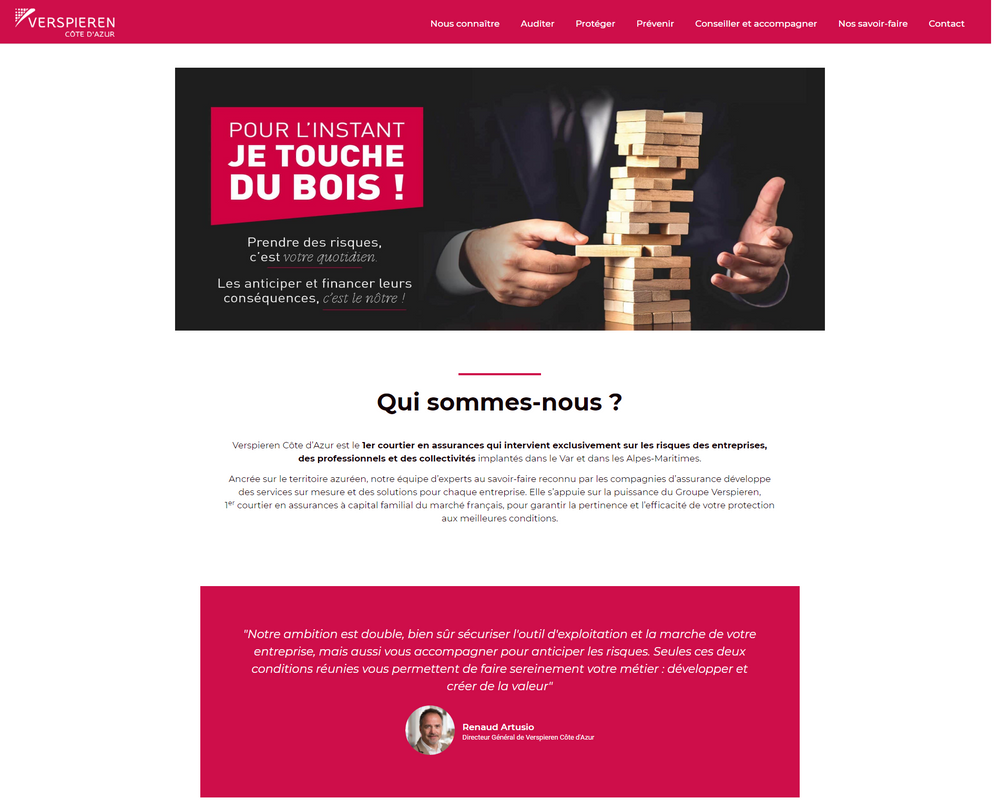 VERSPIEREN
CÔTE D'AZUR
Nous connaître Auditer Protéger Prévenir Conseiller et accompagner Nos savoir-faire Contact
POUR L'INSTANT
JE TOUCHE
DU BOIS !
Prendre des risques,
c'est votre quotidien.
Les anticiper et financer leurs
conséquences, c'est le nôtre !
Qui sommes-nous ?
Verspieren Côte d'Azur est le 1er courtier en assurances qui intervient exclusivement sur les risques des entreprises,
des professionnels et des collectivités implantés dans le Var et dans les Alpes-Maritimes.
Ancrée sur le territoire azuréen, notre équipe d'experts au savoir-faire reconnu par les compagnies d'assurance développe
des services sur mesure et des solutions pour chaque entreprise. Elle s'appuie sur la puissance du Groupe Verspieren,
1er courtier en assurances à capital familial du marché français, pour garantir la pertinence et l'efficacité de votre protection
aux meilleures conditions.
"Notre ambition est double, bien sûr sécuriser l'outil d'exploitation et la marche de votre
entreprise, mais aussi vous accompagner pour anticiper les risques. Seules ces deux
conditions réunies vous permettent de faire sereinement votre métier : développer et
créer de la valeur"
Renaud Artusio
Directeur Général de Verspieren Côte d'Azur